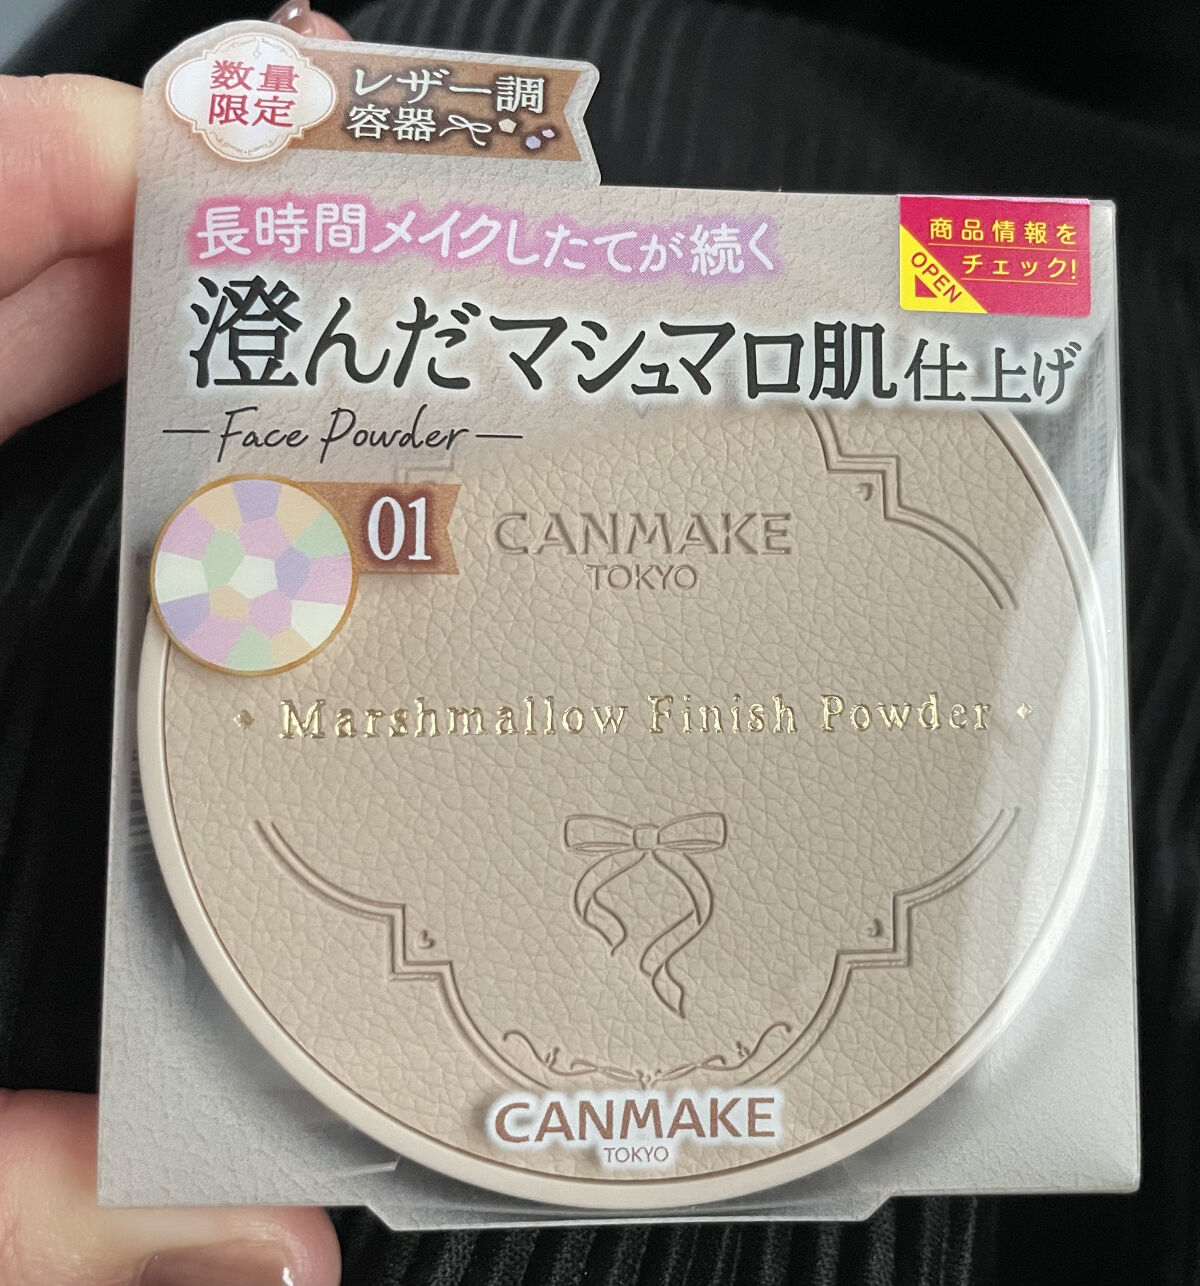 数量
限定
レザー調
容器
長時間メイクしたてが続く
商品情報を
チェック!
OPEN
澄んだマシュマロ肌仕上げ
Face Powder
01
CANMAKE
TOKYO
Marshmallow Finish Powder
CANMAKE
TOKYO